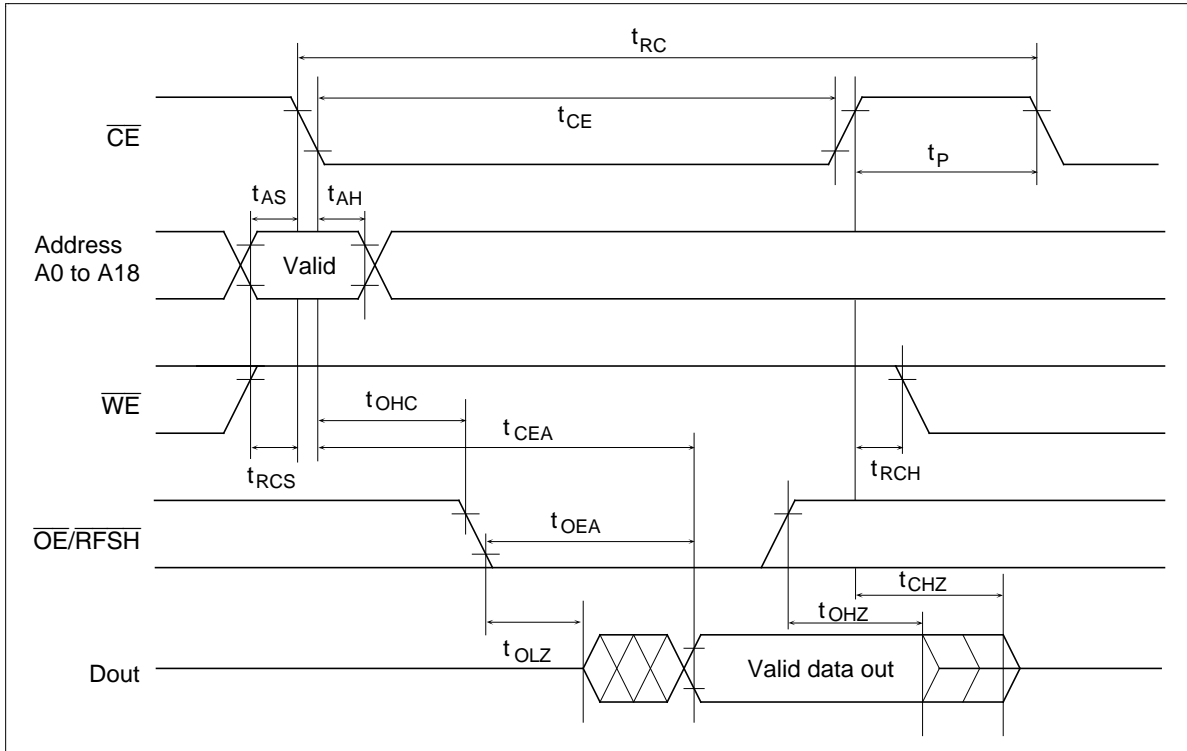 tRC
CE
tCE
tP
tAS
tAH
Address
A0 to A18
Valid
WE
tOHC
tCEA
tRCS
tRCH
OE/RFSH
tOEA
tCHZ
tOHZ
tOLZ
Dout
Valid data out